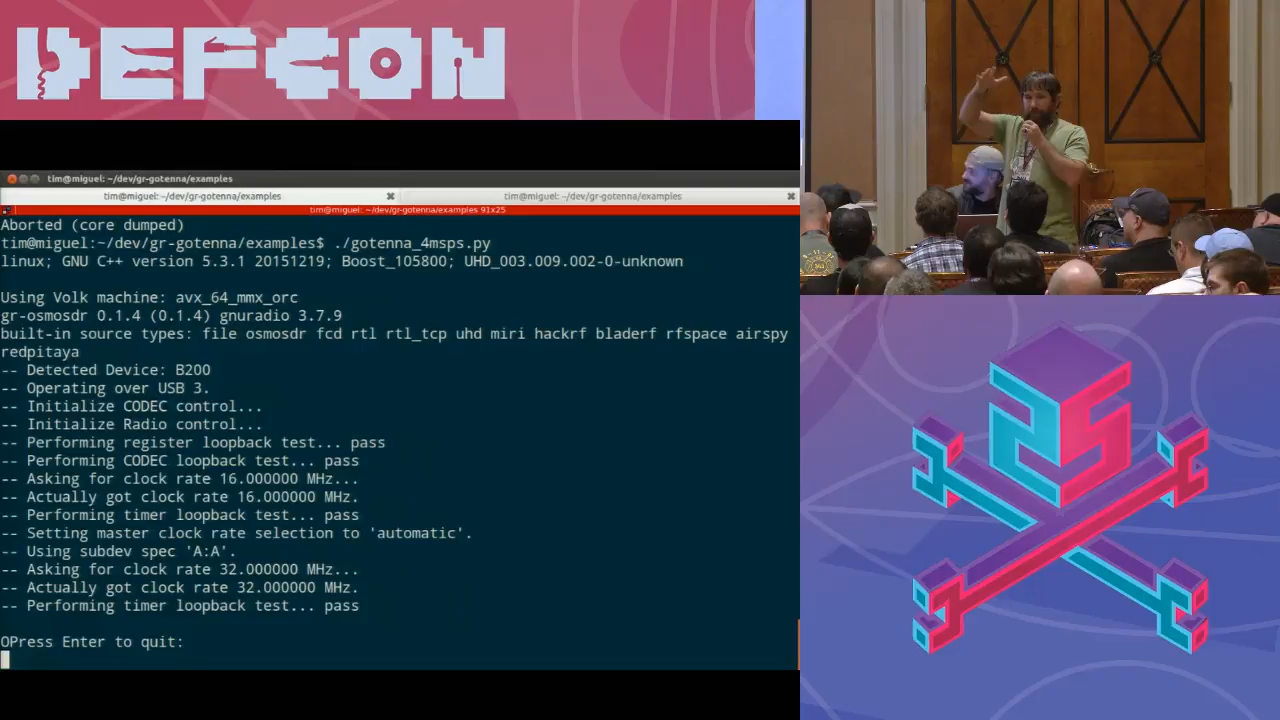 DEFCON
tim@miguel: ~/dev/gr-gotenna/examples
tim@miguel: ~/dev/gr-gotenna/examples
tim@miguel: ~/dev/gr-gotenna/examples
tim@miguel: ~/dev/gr-gotenna/examples 91x25
Aborted (core dumped)
tim@miguel:~/dev/gr-gotenna/examples$ ./gotenna_4msps.py
linux; GNU C++ version 5.3.1 20151219; Boost_105800; UHD_003.009.002-0-unknown
Using Volk machine: avx_64_mmx_orc
gr-osmosdr 0.1.4 (0.1.4) gnuradio 3.7.9
built-in source types: file osmosdr fcd rtl rtl_tcp uhd miri hackrf bladerf rfspace airspy
redpitaya
-- Detected Device: B200
-- Operating over USB 3.
-- Initialize CODEC control...
-- Initialize Radio control...
-- Performing register loopback test... pass
-- Performing CODEC loopback test... pass
-- Asking for clock rate 16.000000 MHz...
-- Actually got clock rate 16.000000 MHz.
-- Performing timer loopback test... pass
-- Setting master clock rate selection to 'automatic'.
-- Using subdev spec 'A:A'.
-- Asking for clock rate 32.000000 MHz...
-- Actually got clock rate 32.000000 MHz.
-- Performing timer loopback test... pass
OPress Enter to quit:
25